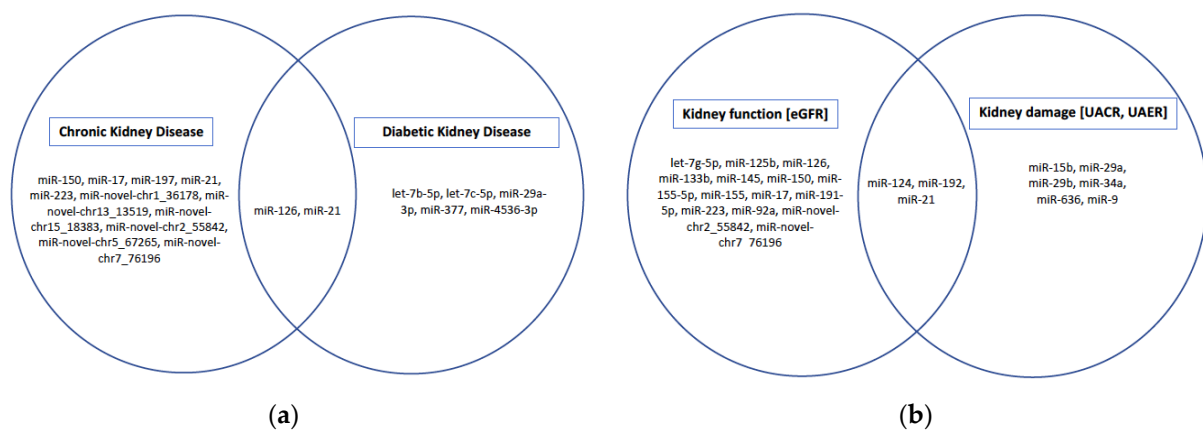 Chronic Kidney Disease
miR-150, miR-17, miR-197, miR-21,
miR-223, miR-novel-chr1_36178, miR-
novel-chr13_13519, miR-novel-
chr15_18383, miR-novel-chr2_55842,
miR-novel-chr5_67265, miR-novel-
chr7_76196
miR-126, miR-21
Diabetic Kidney Disease
let-7b-5p, let-7c-5p, miR-29a-
3p, miR-377, miR-4536-3p
(a)
Kidney function [eGFR]
let-7g-5p, miR-125b, miR-126,
miR-133b, miR-145, miR-150, miR-
155-5p, miR-155, miR-17, miR-191-
5p, miR-223, miR-92a, miR-novel-
chr2_55842, miR-novel-
chr7_76196
miR-124, miR-192,
miR-21
Kidney damage [UACR, UAER]
miR-15b, miR-29a,
miR-29b, miR-34a,
miR-636, miR-9
(b)